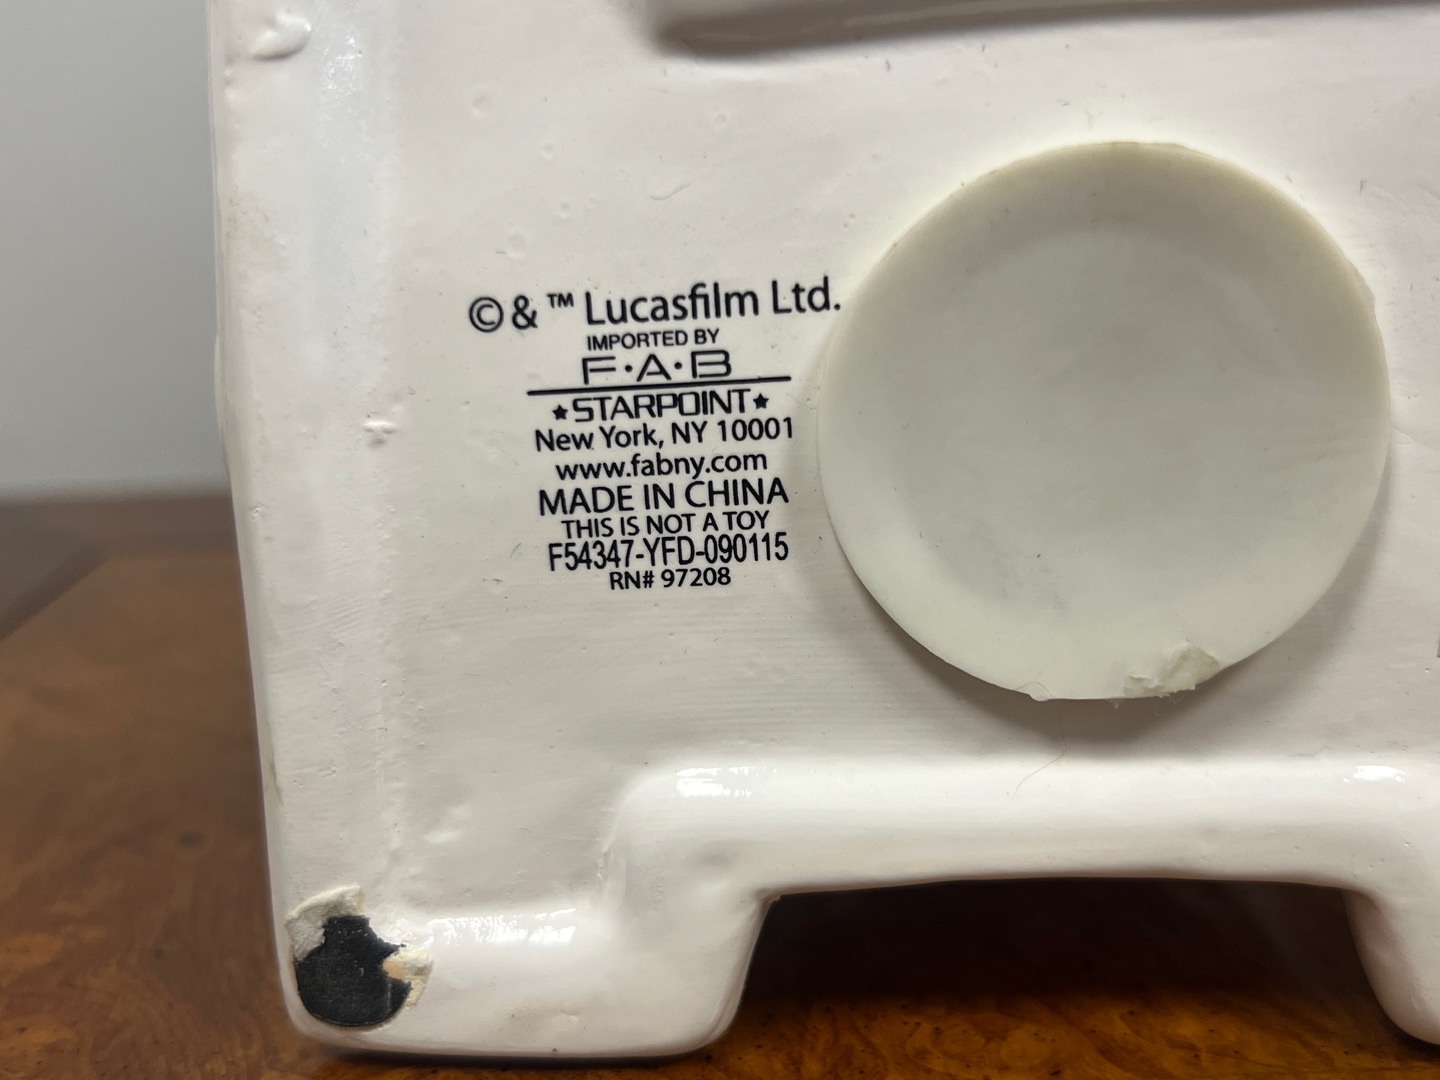 ©&™ Lucasfilm Ltd.
IMPORTED BY
F·A·B
★STARPOINT★
New York, NY 10001
www.fabny.com
MADE IN CHINA
THIS IS NOT A TOY
F54347-YFD-090115
RN# 97208